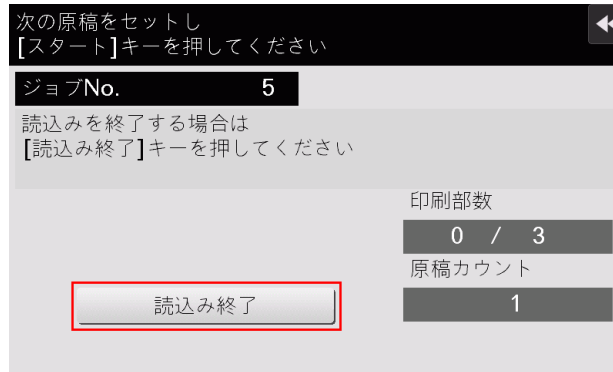 次の原稿をセットし
[スタート]キーを押してください
ジョブNo. 5
読込みを終了する場合は
[読込み終了]キーを押してください
印刷部数
0 / 3
原稿カウント
1
読込み終了